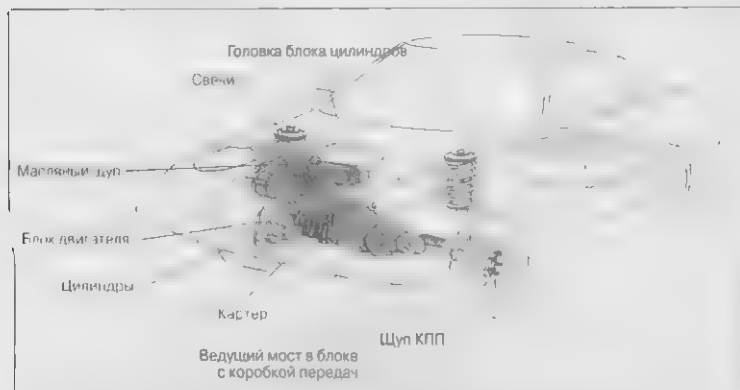 Головка блока цилиндров
Свечи
Масляный щуп
Блок двигателя
Цилиндры
Картер
Щуп КПП
Ведущий мост в блоке
с коробкой передач